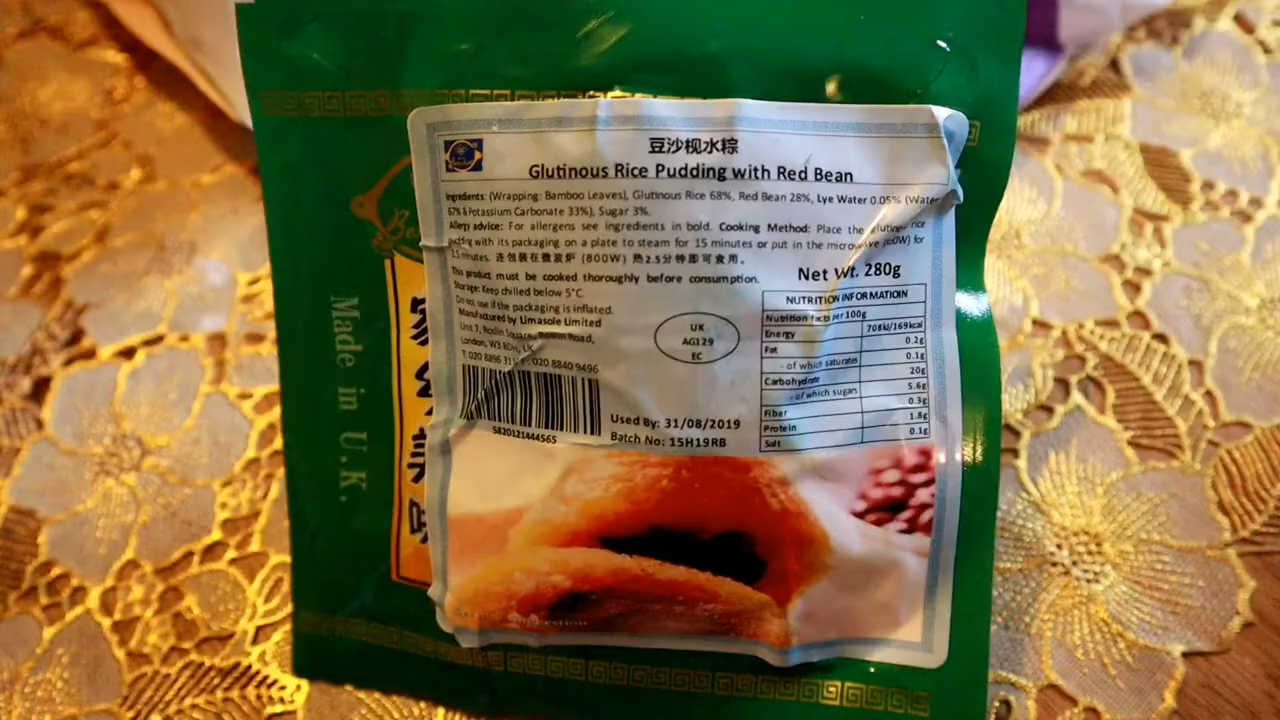 豆沙枧水粽
Glutinous Rice Pudding with Red Bean
Ingredients: (Wrapping: Bamboo Leaves), Glutinous Rice 68%, Red Bean 28%, Lye Water 0.05% (Water
67% & Potassium Carbonate 33%), Sugar 3%.
Allergy advice: For allergens see ingredients in bold. Cooking Method: Place the glutinous rice
pudding with its packaging on a plate to steam for 15 minutes or put in the microwave (800W) for
2.5 minutes. 连包装在微波炉 (800W) 热2.5分钟即可食用。
This product must be cooked thoroughly before consumption.
Storage: Keep chilled below 5°C.
Do not use if the packaging is inflated.
Manufactured by Limasole Limited
Unit 7, Roslin Square, Roslin Road,
London, W3 8DH, UK
T: 020 8896 F: 020 8840 9496
5820121444565
UK
AG129
EC
Used By: 31/08/2019
Batch No: 15H19RB
Net Wt. 280g
NUTRITION INFORMATIOIN
Nutrition facts per 100g
Energy 708kJ/169kcal
Fat 0.2g
- of which saturates 0.1g
Carbohydrate 20g
- of which sugars 5.6g
Fiber 0.3g
Protein 1.8g
Salt 0.1g
Made in U.K.